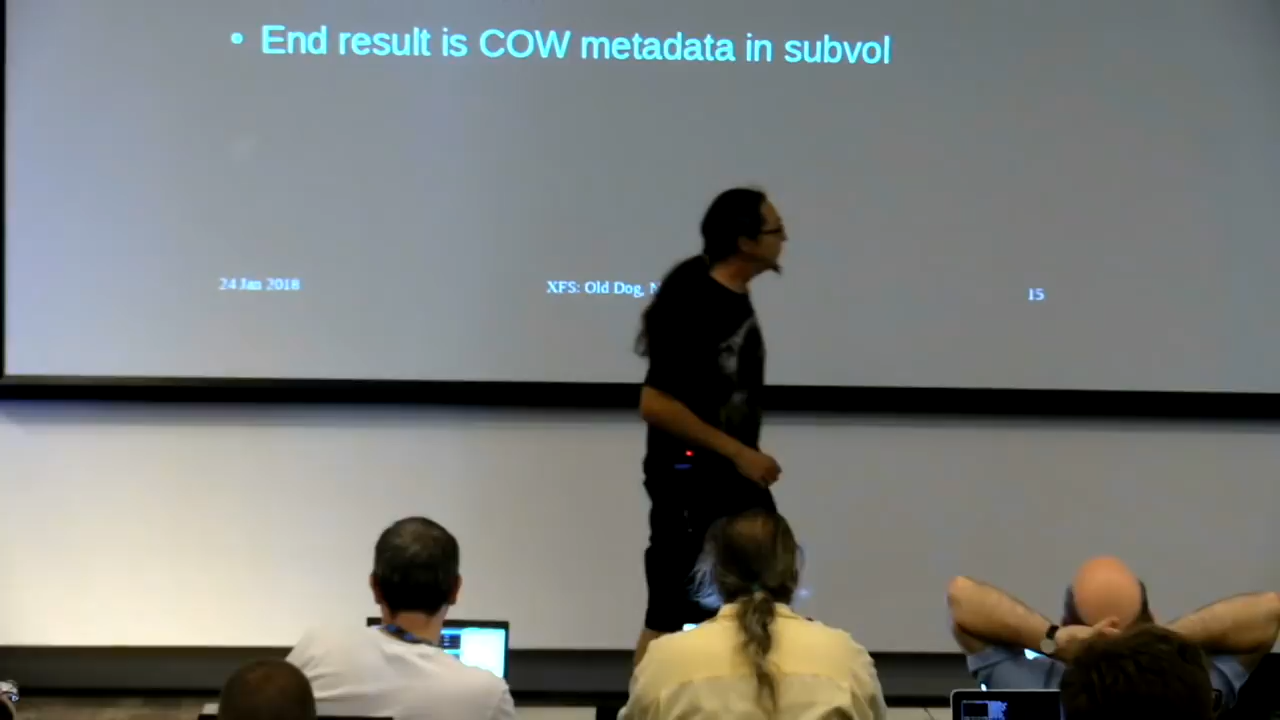 • End result is COW metadata in subvol
24 Jan 2018
XFS: Old Dog,
15